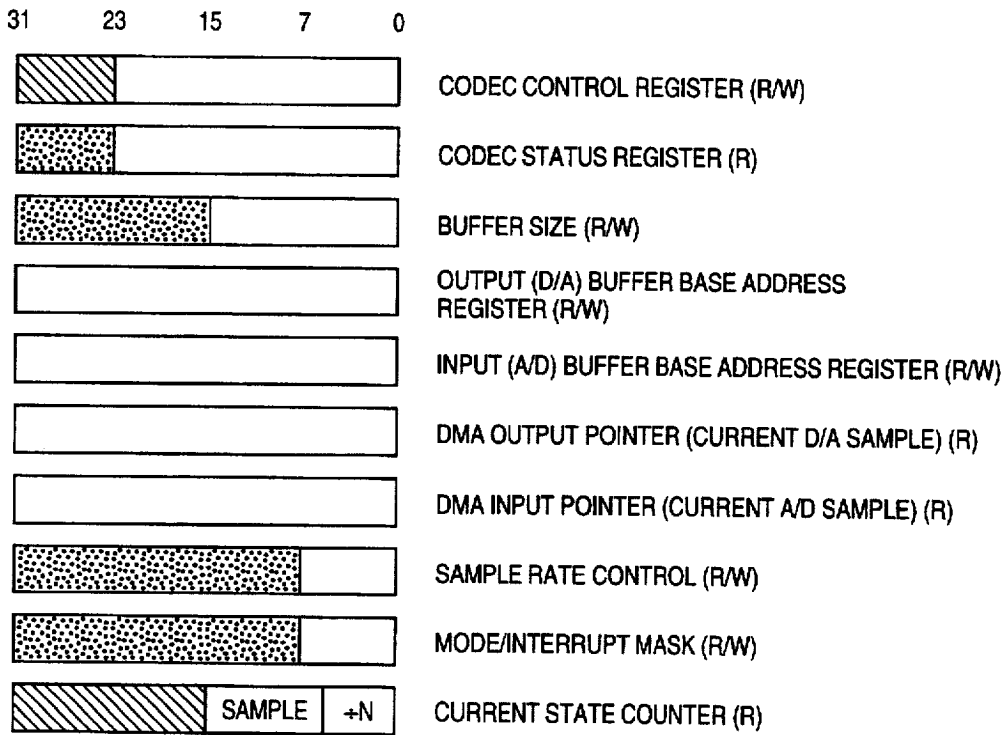 31 23 15 7 0
CODEC CONTROL REGISTER (R/W)
CODEC STATUS REGISTER (R)
BUFFER SIZE (R/W)
OUTPUT (D/A) BUFFER BASE ADDRESS
REGISTER (R/W)
INPUT (A/D) BUFFER BASE ADDRESS REGISTER (R/W)
DMA OUTPUT POINTER (CURRENT D/A SAMPLE) (R)
DMA INPUT POINTER (CURRENT A/D SAMPLE) (R)
SAMPLE RATE CONTROL (R/W)
MODE/INTERRUPT MASK (R/W)
SAMPLE ÷N CURRENT STATE COUNTER (R)